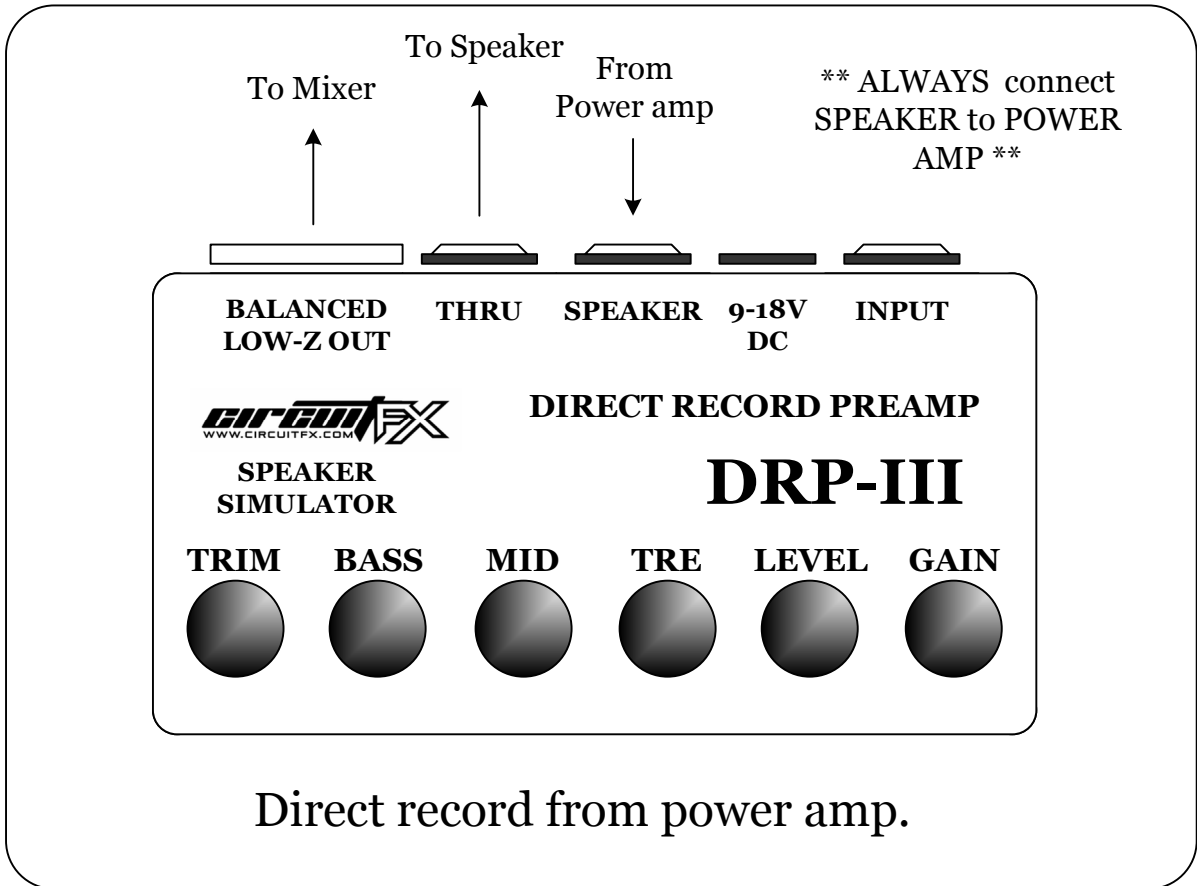 To Mixer
To Speaker
From
Power amp
** ALWAYS connect
SPEAKER to POWER
AMP **
BALANCED
LOW-Z OUT
THRU
SPEAKER
9-18V
DC
INPUT
CIRCUITFX
WWW.CIRCUITFX.COM
SPEAKER
SIMULATOR
DIRECT RECORD PREAMP
DRP-III
TRIM
BASS
MID
TRE
LEVEL
GAIN
Direct record from power amp.